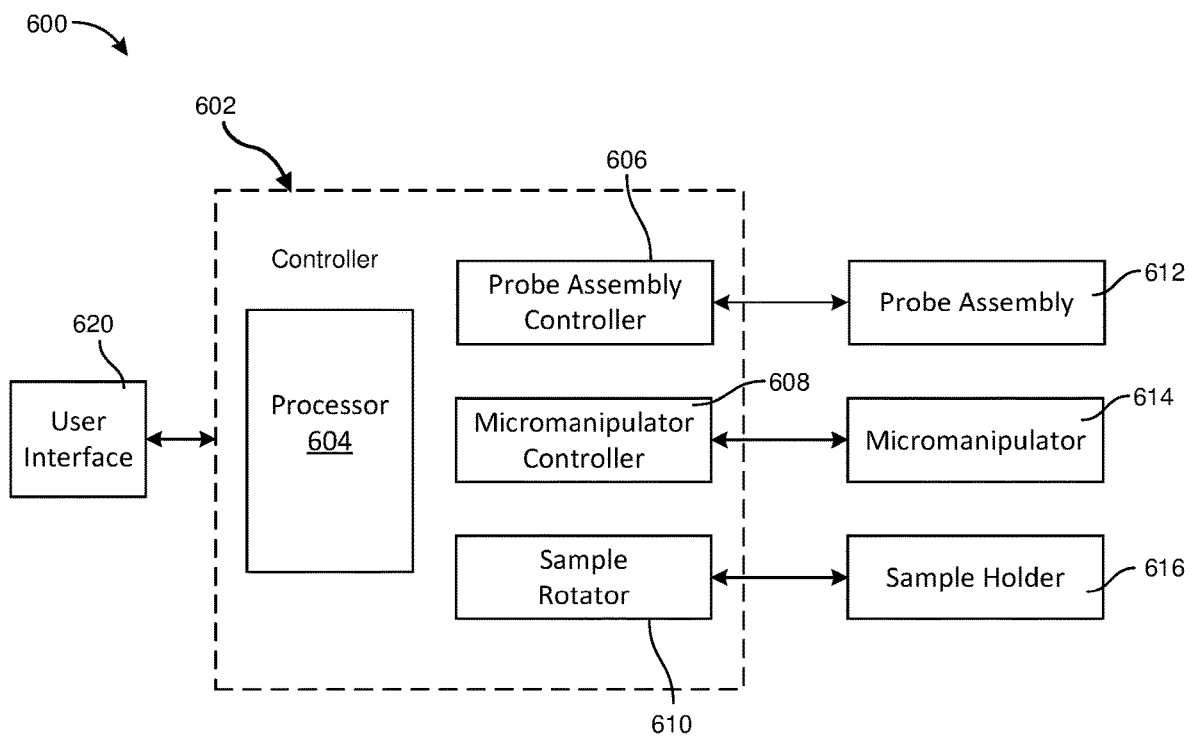 600
602
606
Controller
Probe Assembly
Controller
Probe Assembly
612
620
User
Interface
Processor
604
608
Micromanipulator
Controller
614
Micromanipulator
Sample
Rotator
Sample Holder
616
610